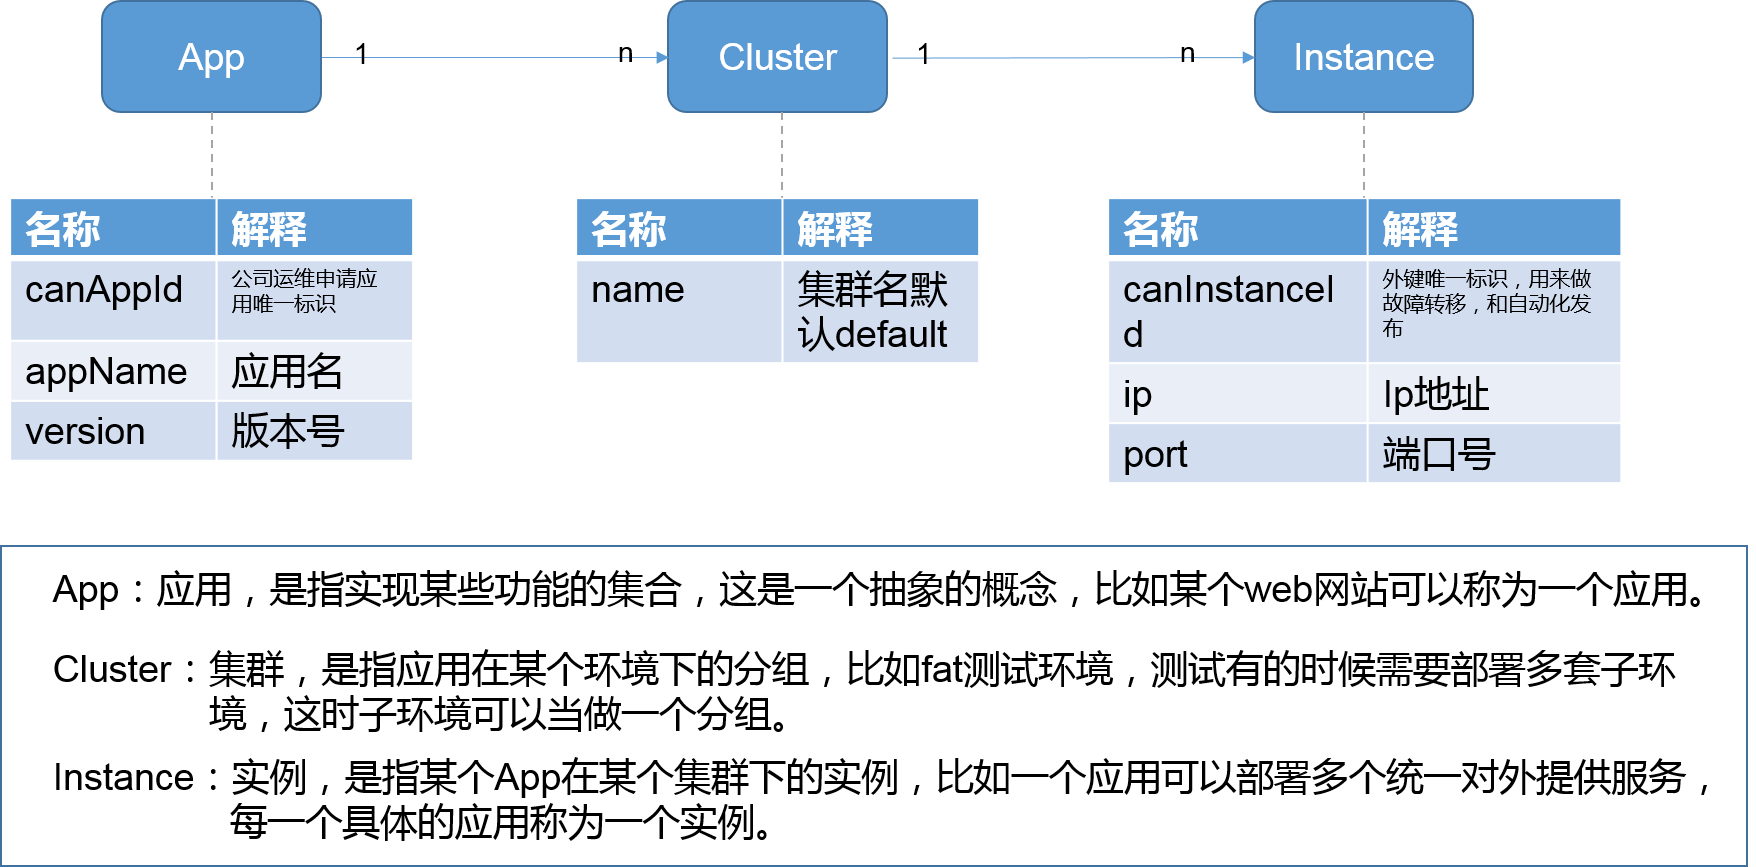 App
1
n
Cluster
1
n
Instance
名称 解释
canAppId 公司运维申请应
用唯一标识
appName 应用名
version 版本号
名称 解释
name 集群名默
认default
名称 解释
canInstanceI 外键唯一标识，用来做
d 故障转移，和自动化发
布
ip Ip地址
port 端口号
App：应用，是指实现某些功能的集合，这是一个抽象的概念，比如某个web网站可以称为一个应用。
Cluster：集群，是指应用在某个环境下的分组，比如fat测试环境，测试有的时候需要部署多套子环
境，这时子环境可以当做一个分组。
Instance：实例，是指某个App在某个集群下的实例，比如一个应用可以部署多个统一对外提供服务，
每一个具体的应用称为一个实例。